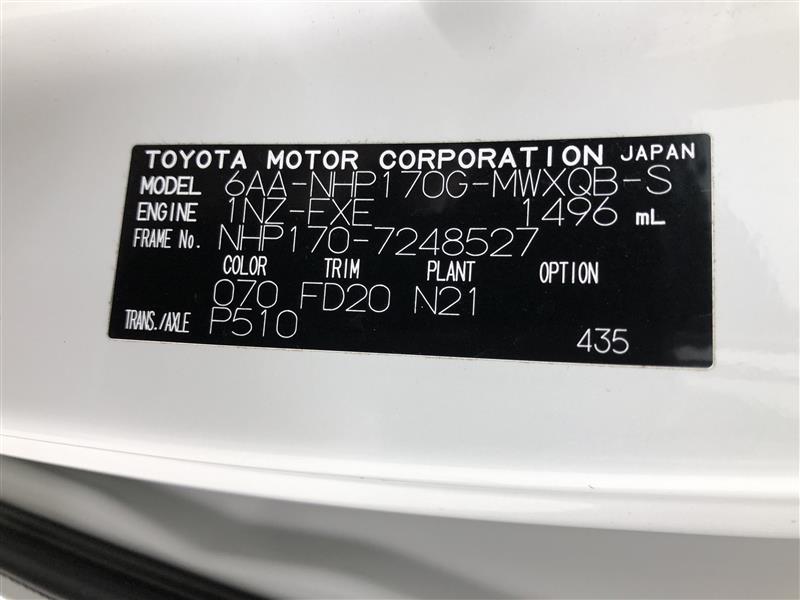 TOYOTA MOTOR CORPORATION JAPAN
MODEL 6AA-NHP170G-MWXQB-S
ENGINE 1NZ-FXE 1496 mL
FRAME No. NHP170-7248527
COLOR TRIM PLANT OPTION
070 FD20 N21
TRANS./AXLE P510
435